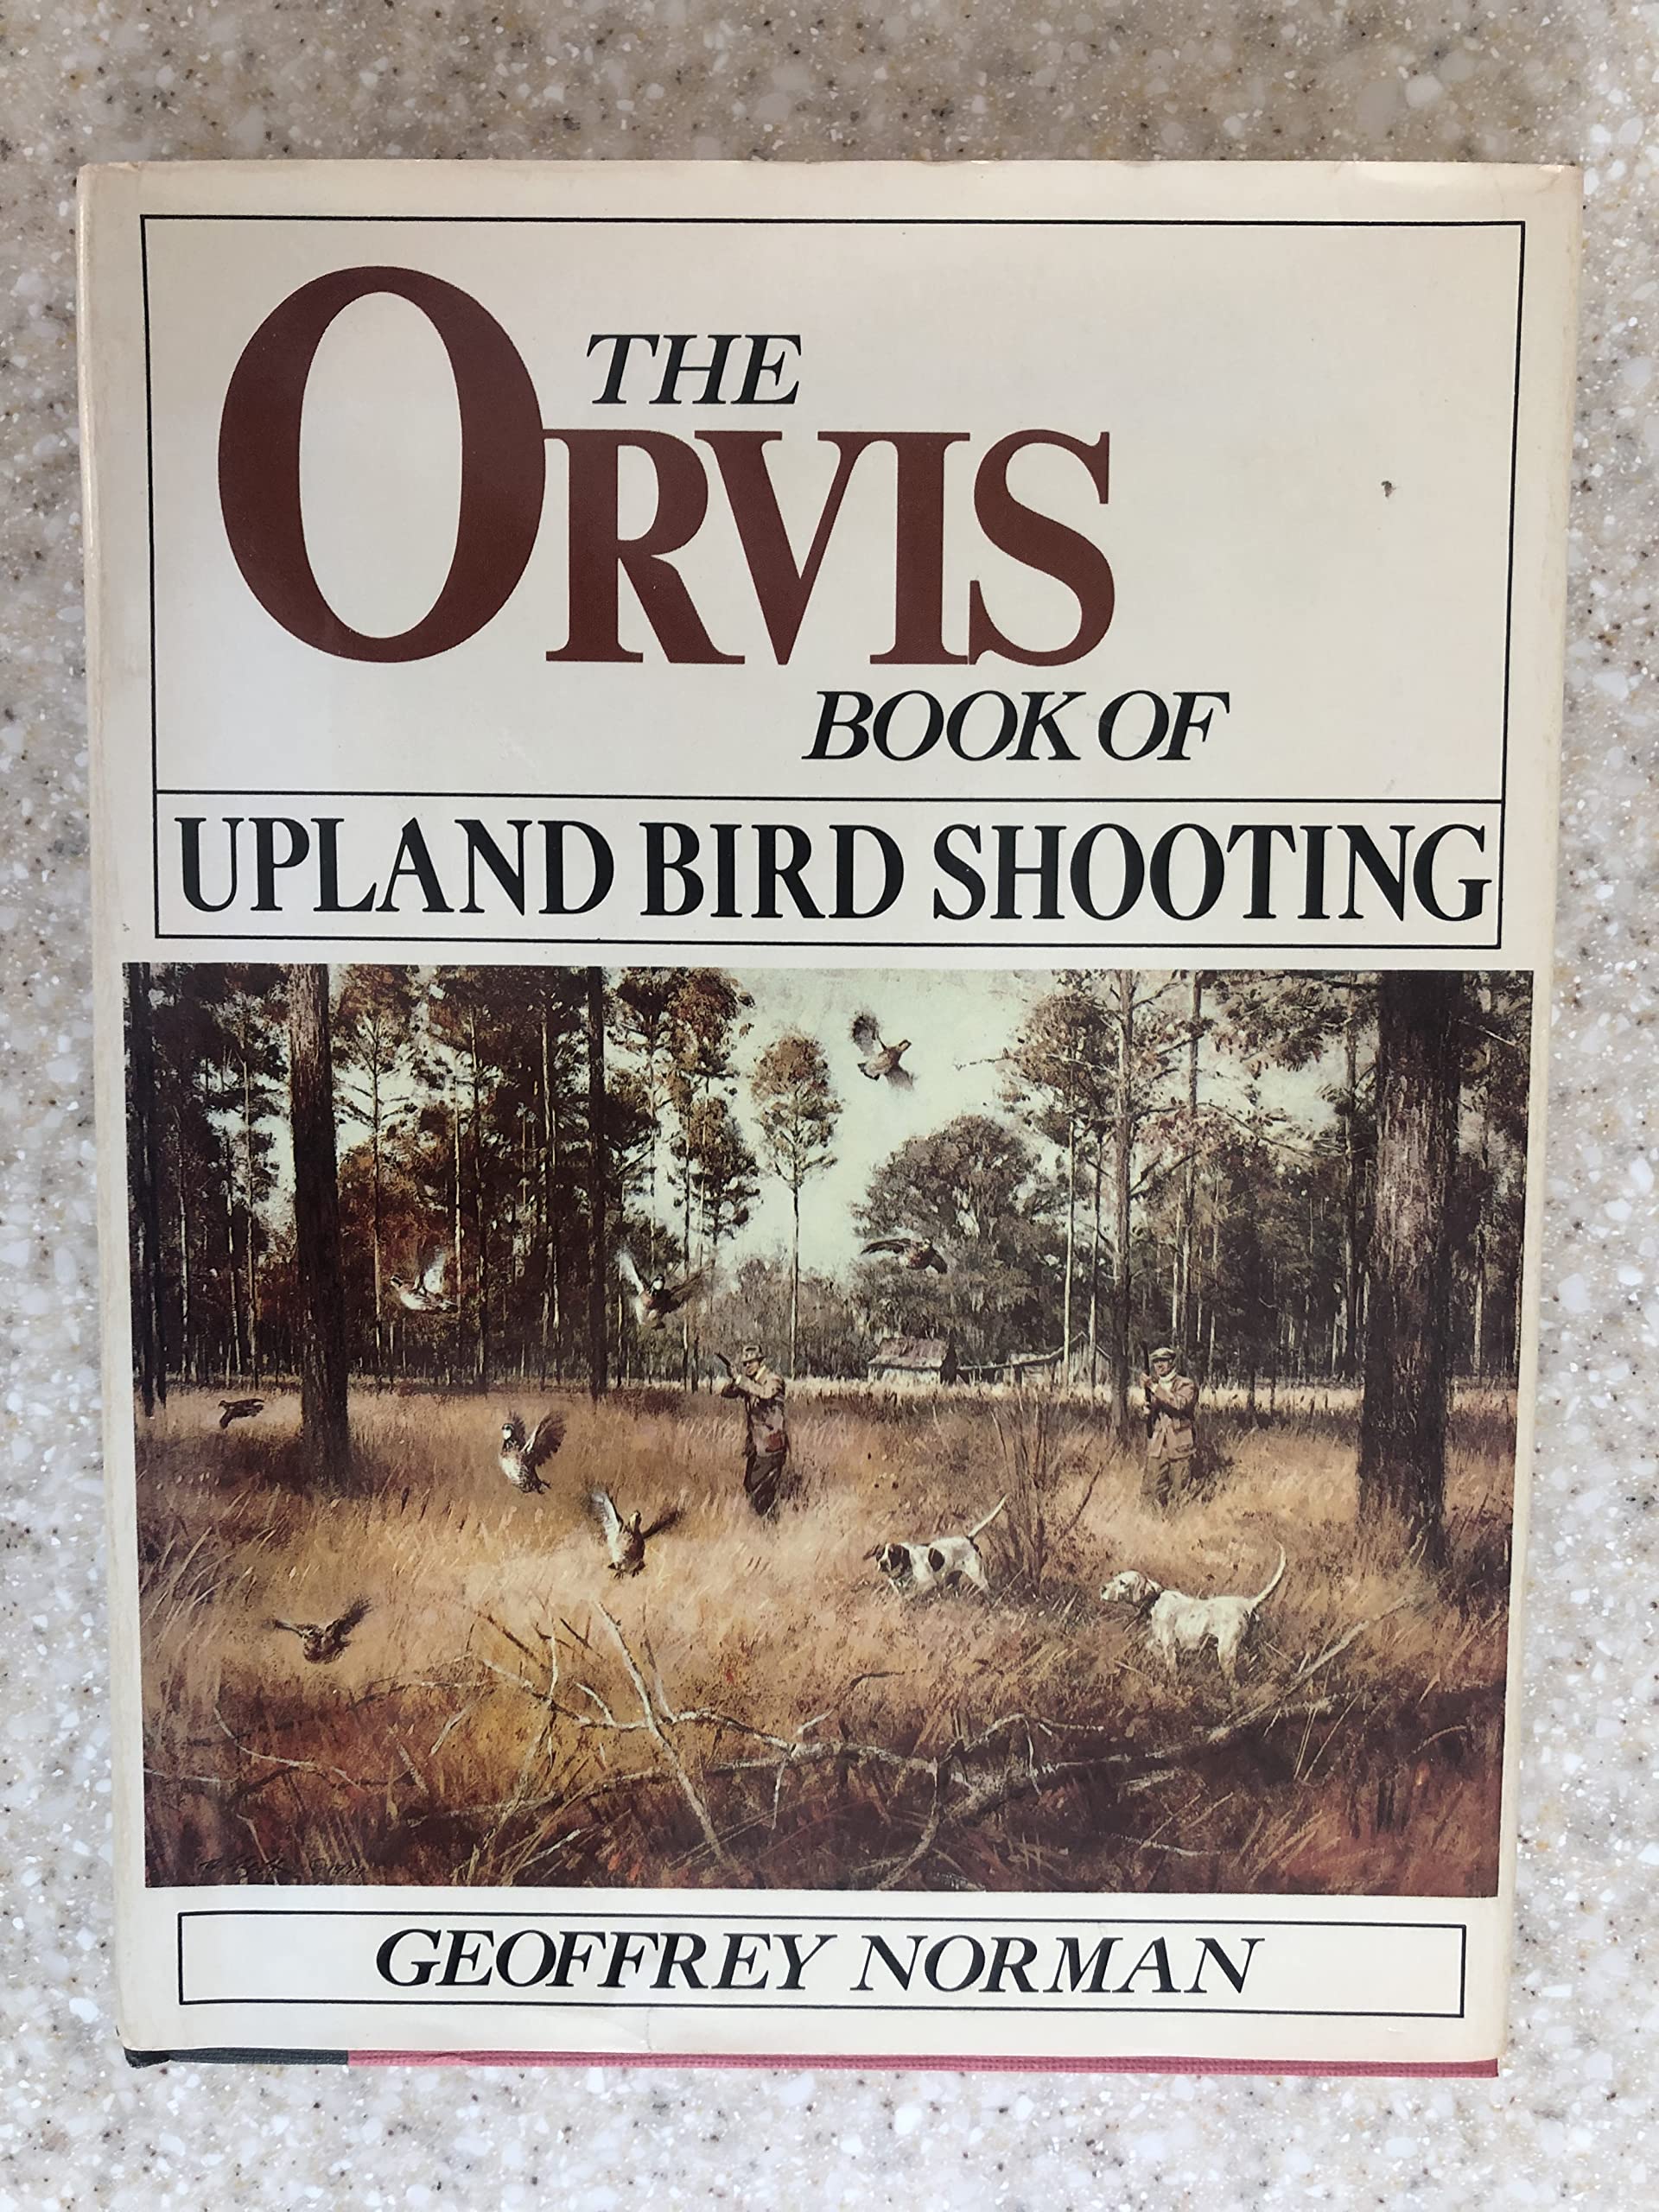 THE
ORVIS
BOOK OF
UPLAND BIRD SHOOTING
GEOFFREY NORMAN